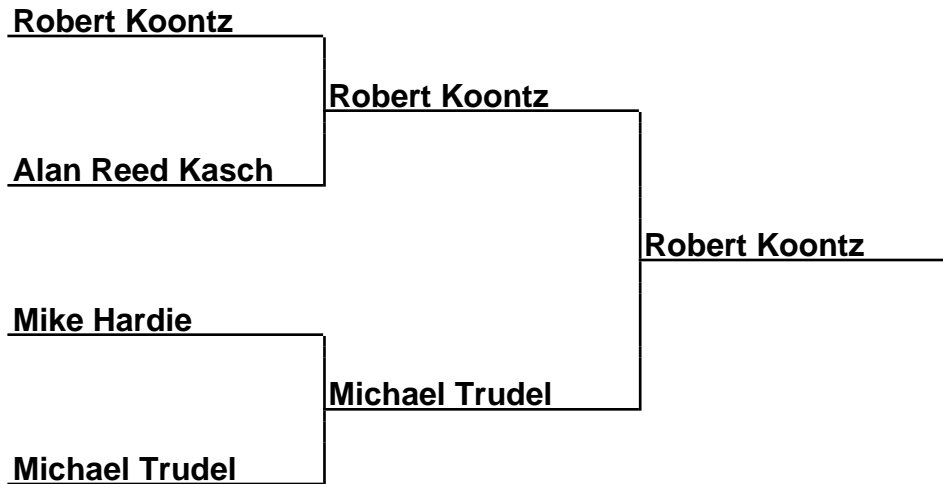 Robert Koontz
Robert Koontz
Alan Reed Kasch
Robert Koontz
Mike Hardie
Michael Trudel
Michael Trudel